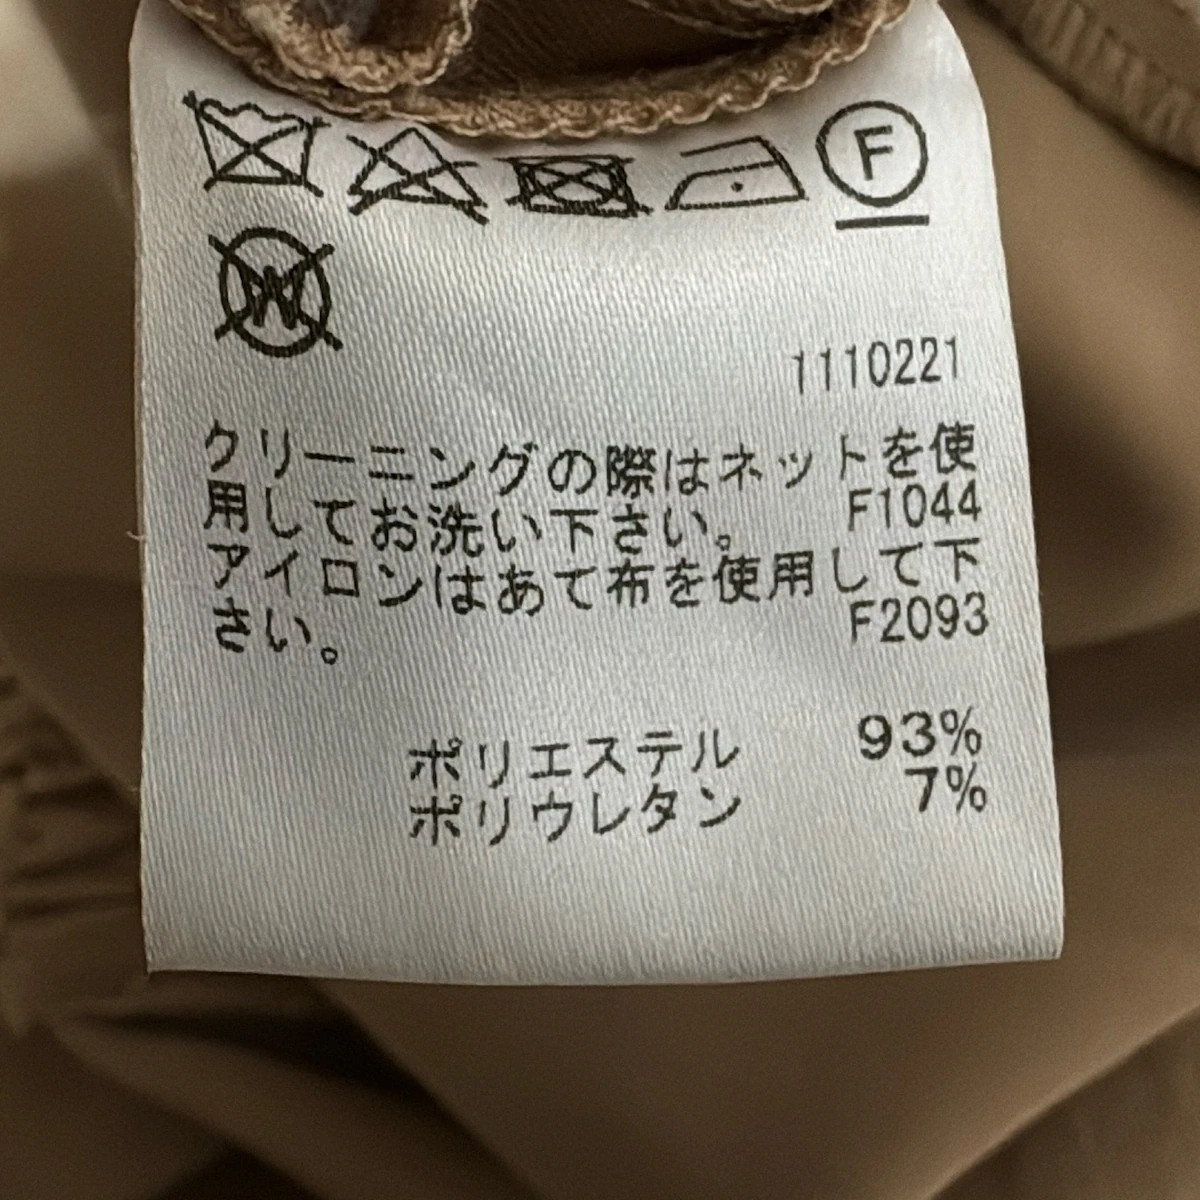 F
W
1110221
クリーニングの際はネットを使
用してお洗い下さい。 F1044
アイロンはあて布を使用して下
さい。 F2093
ポリエステル 93%
ポリウレタン 7%